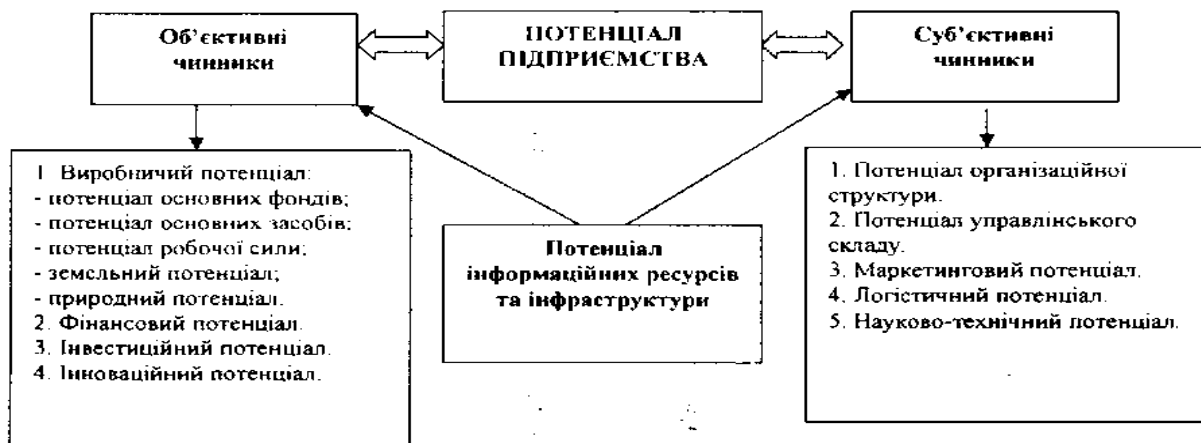 Об’єктивні
чинники
ПОТЕНЦІАЛ
ПІДПРИЄМСТВА
Суб’єктивні
чинники
1 Виробничий потенціал:
- потенціал основних фондів;
- потенціал основних засобів;
- потенціал робочої сили;
- земельний потенціал;
- природний потенціал.
2. Фінансовий потенціал.
3. Інвестиційний потенціал.
4. Інноваційний потенціал.
Потенціал
інформаційних ресурсів
та інфраструктури
1. Потенціал організаційної
структури.
2. Потенціал управлінського
складу.
3. Маркетинговий потенціал.
4. Логістичний потенціал.
5. Науково-технічний потенціал.